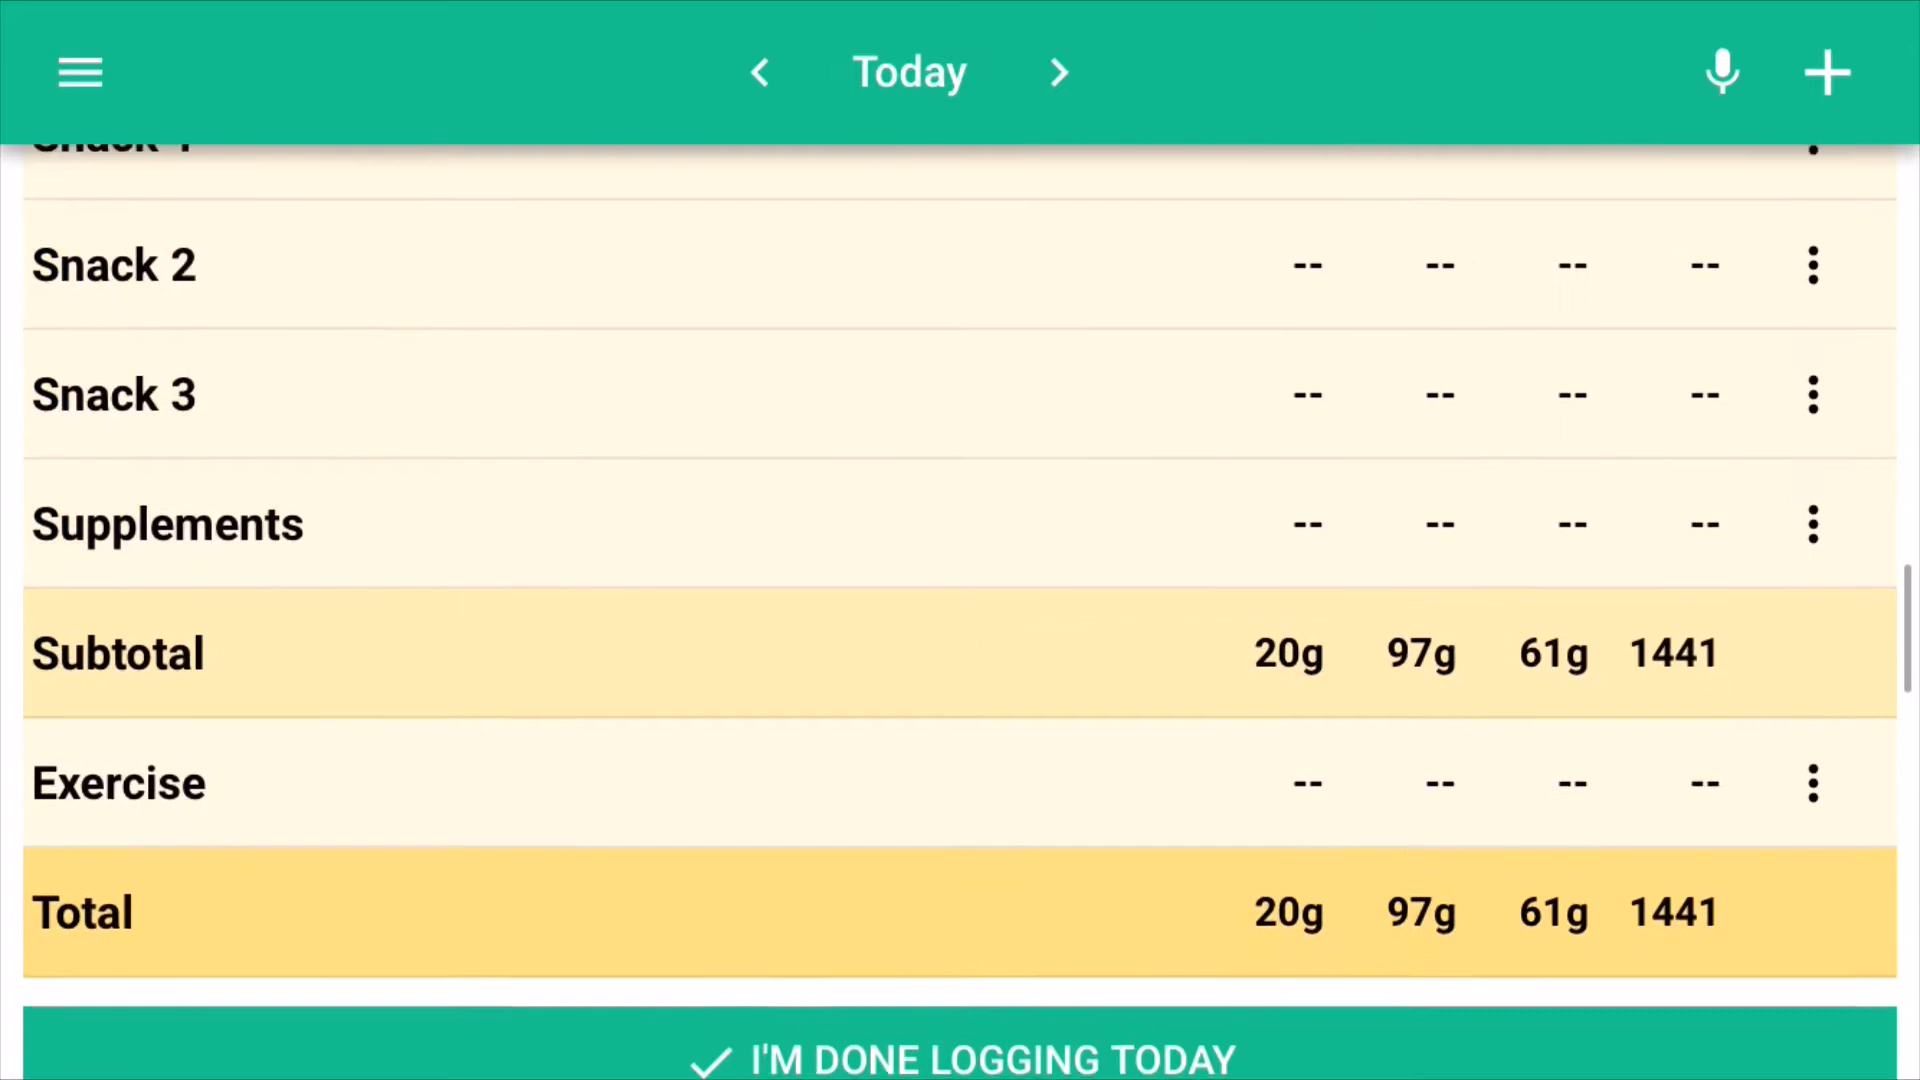 Today
Snack 2 -- -- -- --
Snack 3 -- -- -- --
Supplements -- -- -- --
Subtotal 20g 97g 61g 1441
Exercise -- -- -- --
Total 20g 97g 61g 1441
I'M DONE LOGGING TODAY